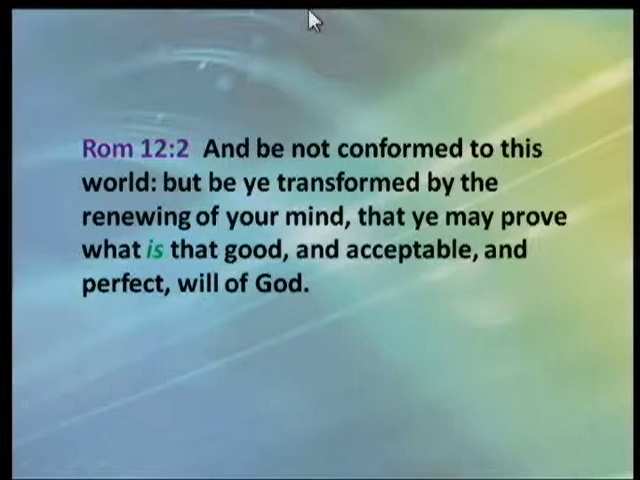 Rom 12:2  And be not conformed to this
world: but be ye transformed by the
renewing of your mind, that ye may prove
what is that good, and acceptable, and
perfect, will of God.